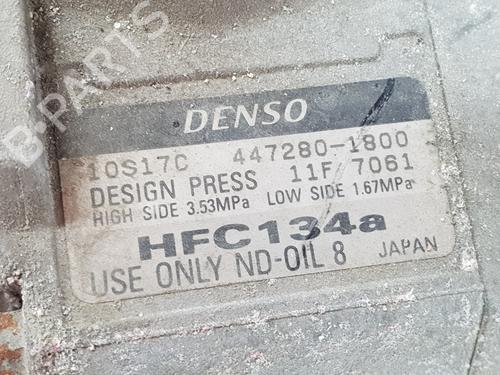 B-PARTS
DENSO
10S17C 447280-1800
DESIGN PRESS 11F 7061
HIGH SIDE 3.53MPa LOW SIDE 1.67MPa
HFC134a
USE ONLY ND-OIL 8 JAPAN